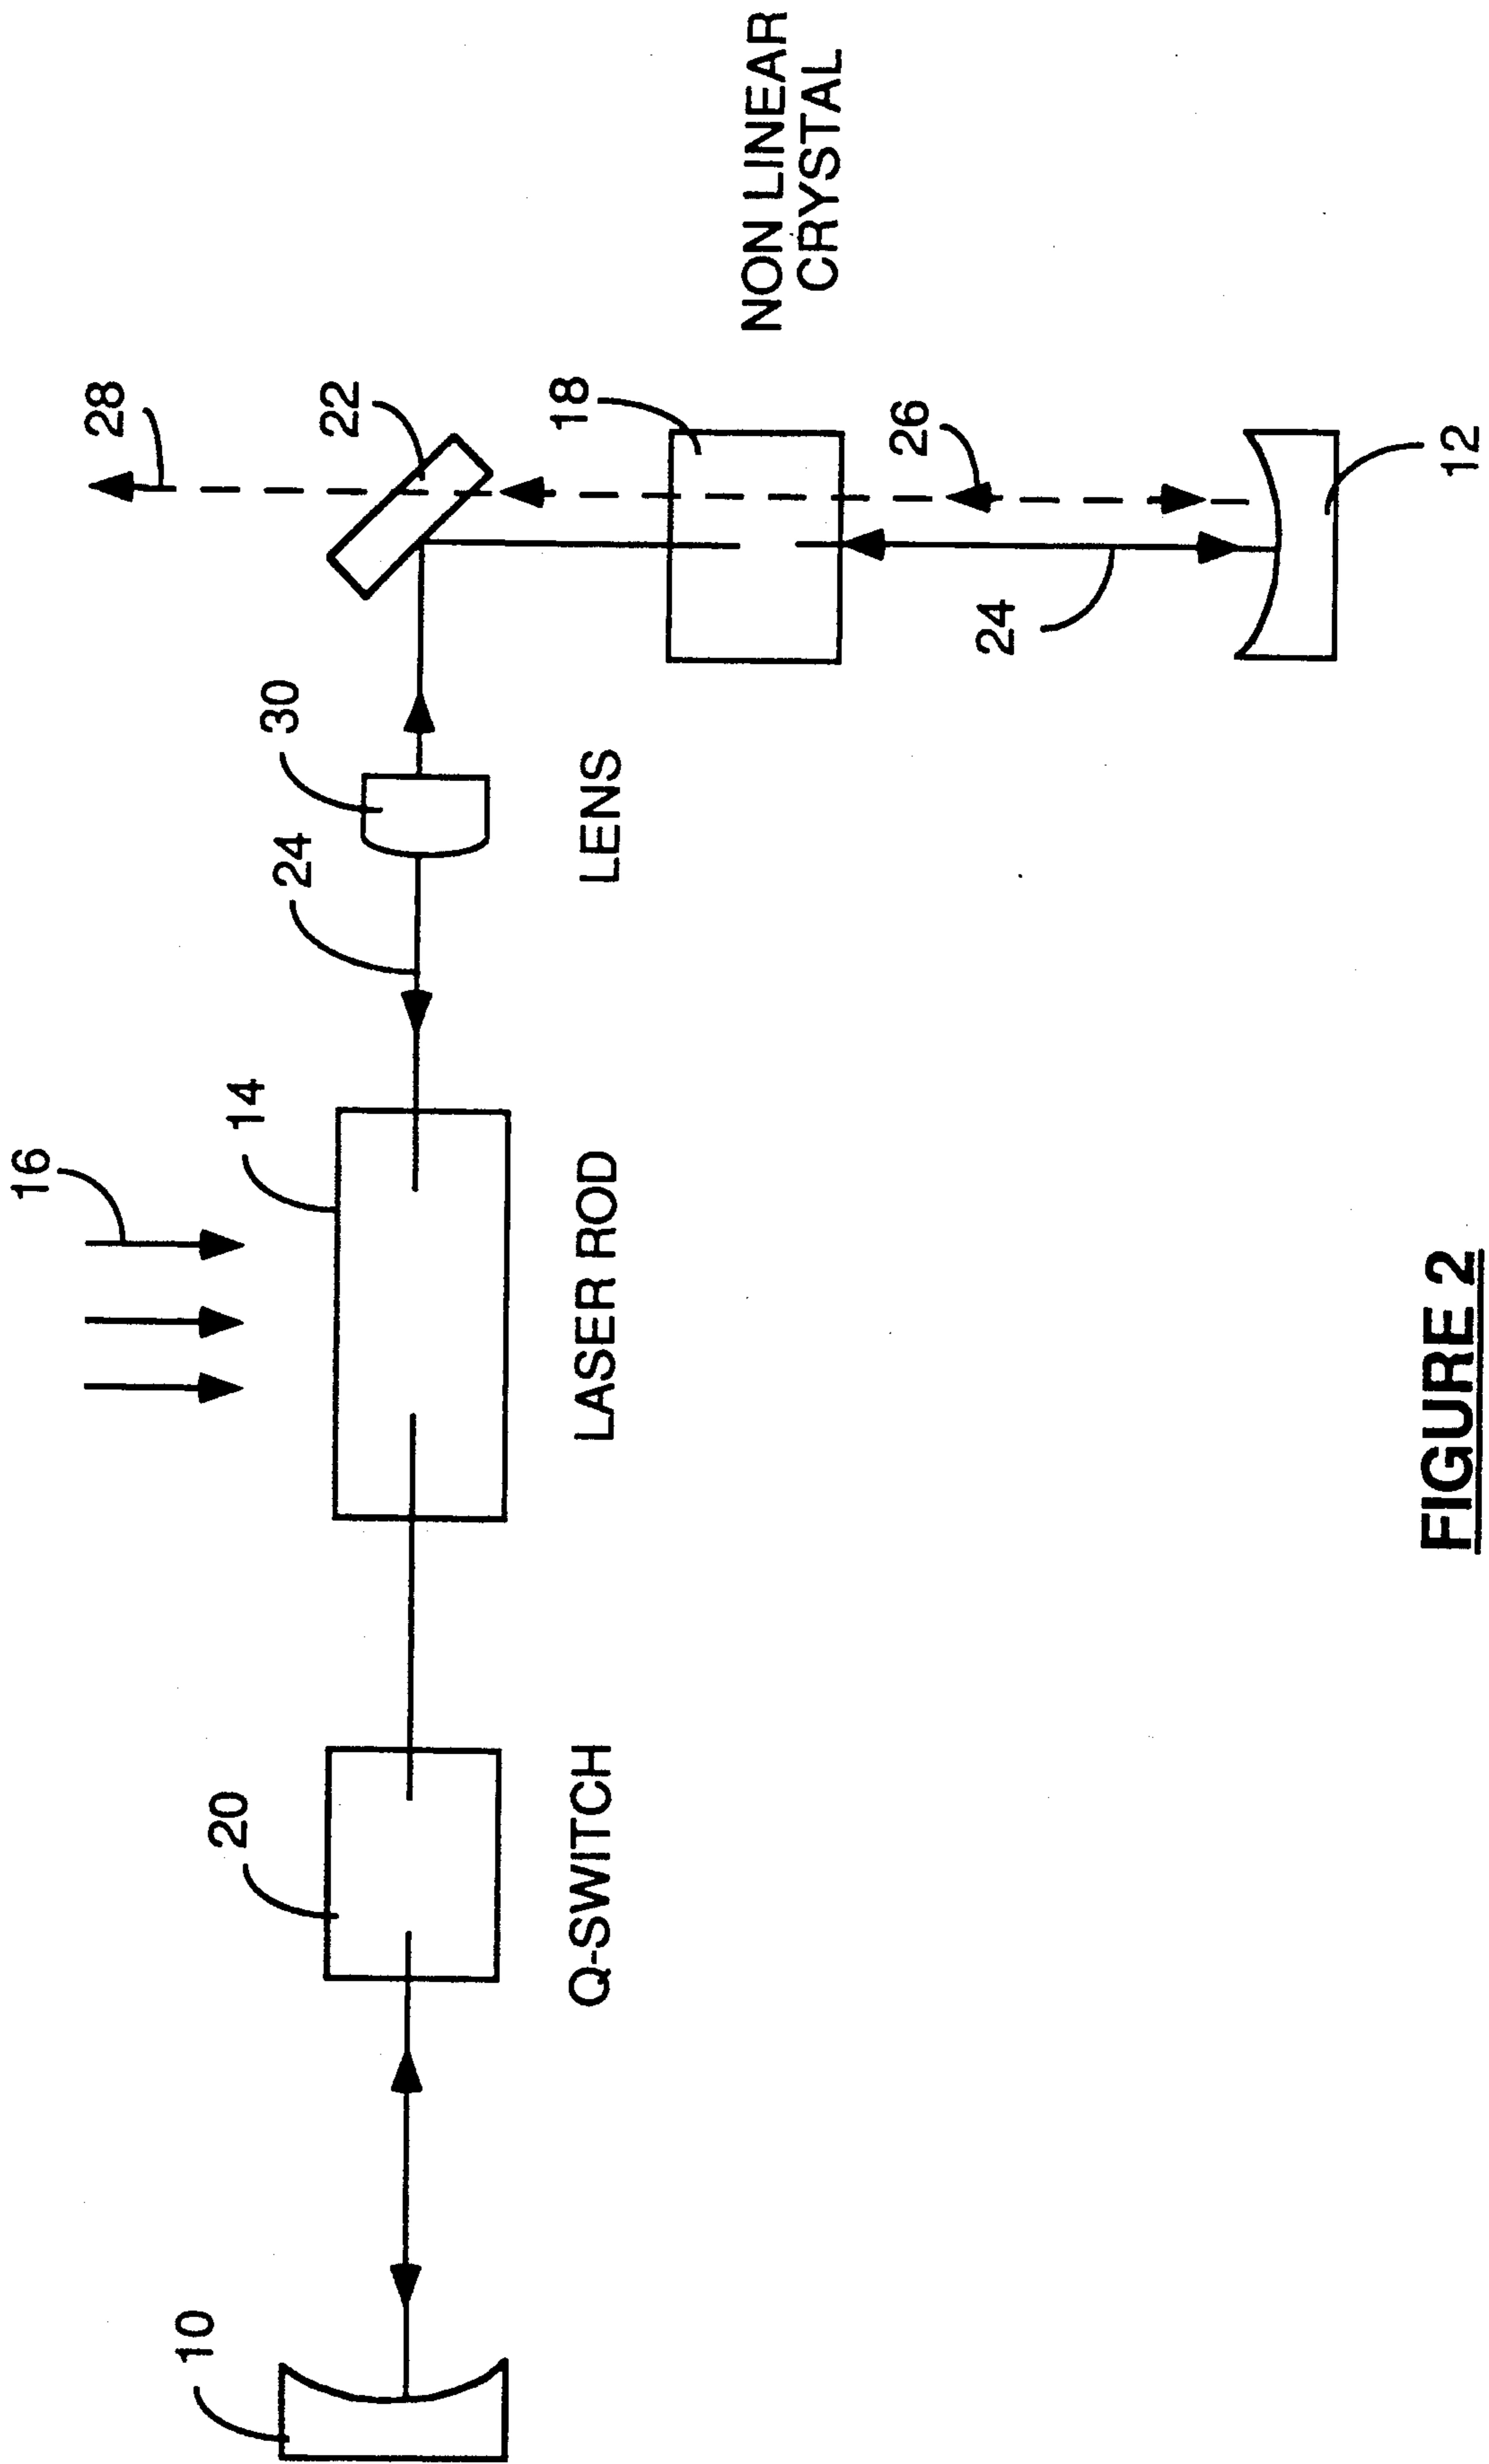 16
28
14
22
20
24
30
10
18
Q-SWITCH
LASER ROD
LENS
NON LINEAR
CRYSTAL
26
24
12
FIGURE 2